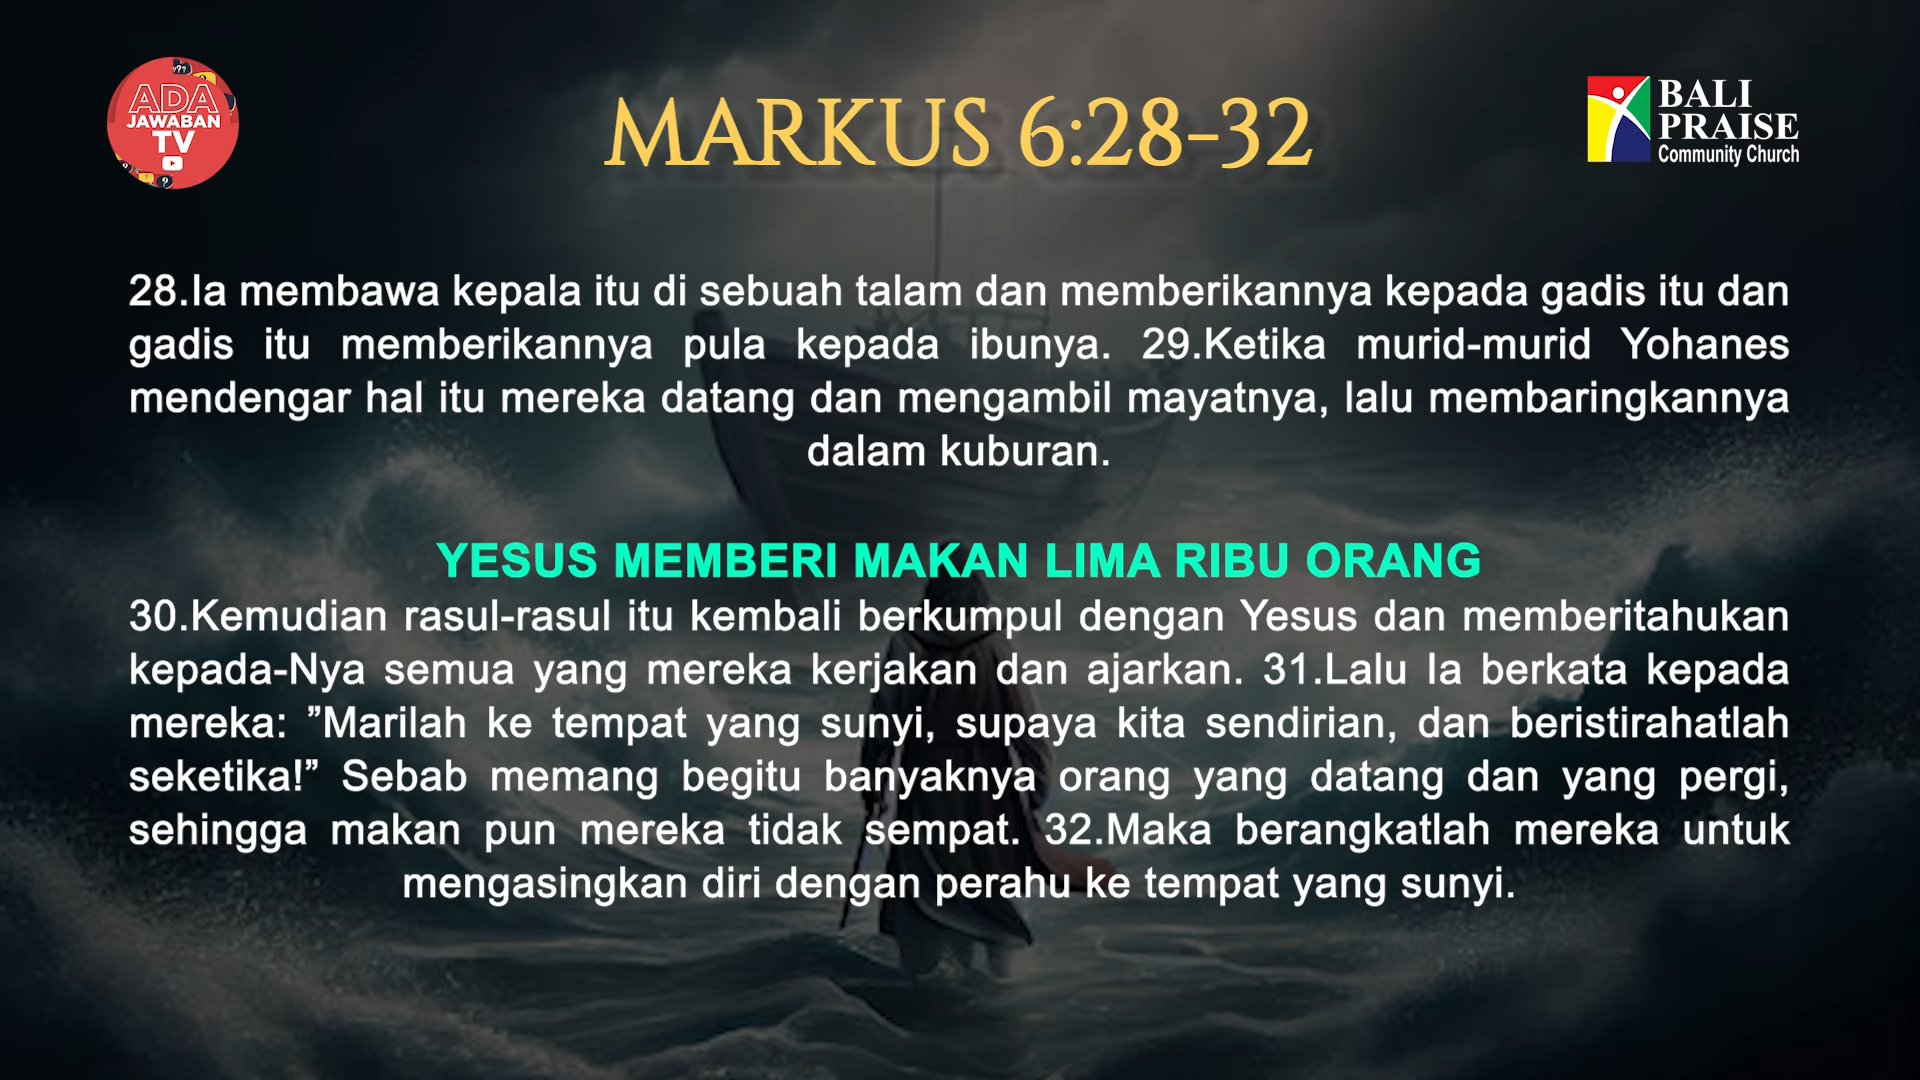 ADA
JAWABAN
TV
MARKUS 6:28-32
BALI
PRAISE
Community Church
28.Ia membawa kepala itu di sebuah talam dan memberikannya kepada gadis itu dan
gadis itu memberikannya pula kepada ibunya. 29.Ketika murid-murid Yohanes
mendengar hal itu mereka datang dan mengambil mayatnya, lalu membaringkannya
dalam kuburan.
YESUS MEMBERI MAKAN LIMA RIBU ORANG
30.Kemudian rasul-rasul itu kembali berkumpul dengan Yesus dan memberitahukan
kepada-Nya semua yang mereka kerjakan dan ajarkan. 31.Lalu Ia berkata kepada
mereka: ”Marilah ke tempat yang sunyi, supaya kita sendirian, dan beristirahatlah
seketika!” Sebab memang begitu banyaknya orang yang datang dan yang pergi,
sehingga makan pun mereka tidak sempat. 32.Maka berangkatlah mereka untuk
mengasingkan diri dengan perahu ke tempat yang sunyi.